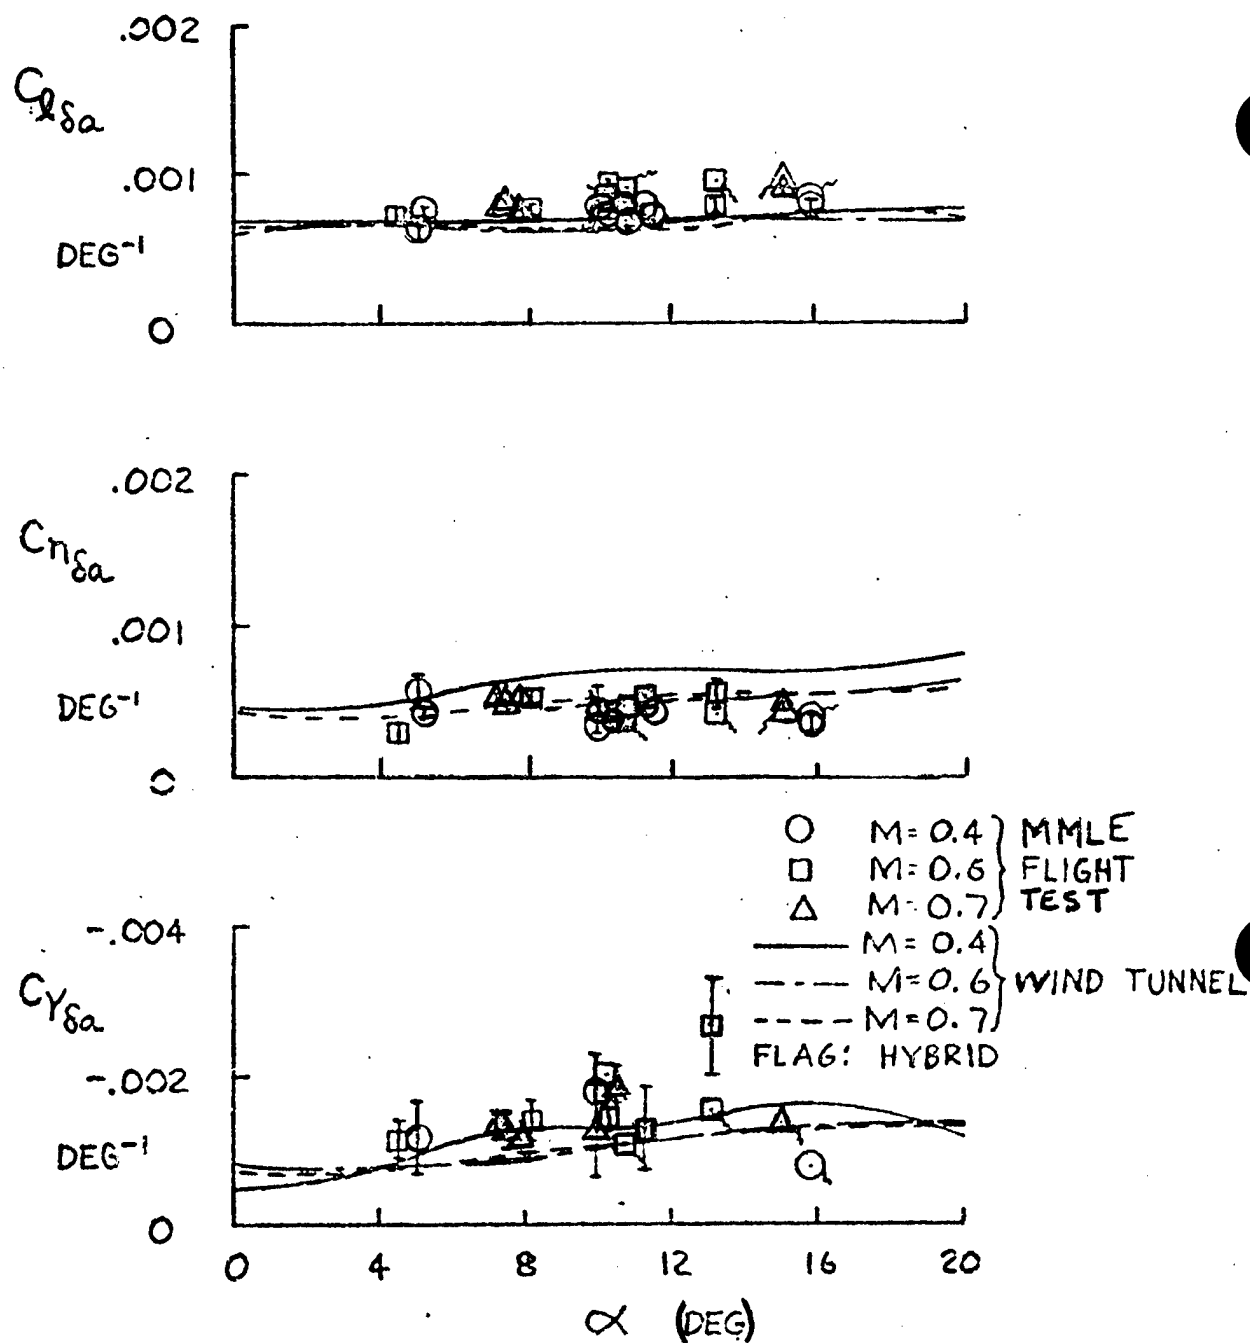 .002
C_lδa
.001
DEG⁻¹
0
.002
C_nδa
.001
DEG⁻¹
0
○ M=0.4 } MMLE
□ M=0.6 } FLIGHT
△ M=0.7 } TEST
—— M=0.4
—-— M=0.6 } WIND TUNNEL
---- M=0.7
FLAG: HYBRID
-.004
C_Yδa
-.002
DEG⁻¹
0
0 4 8 12 16 20
α (DEG)